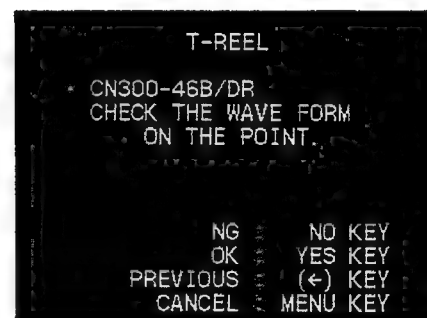 T-REEL
* CN300-46B/DR
CHECK THE WAVE FORM
ON THE POINT.
NG : NO KEY
OK : YES KEY
PREVIOUS : (←) KEY
CANCEL : MENU KEY